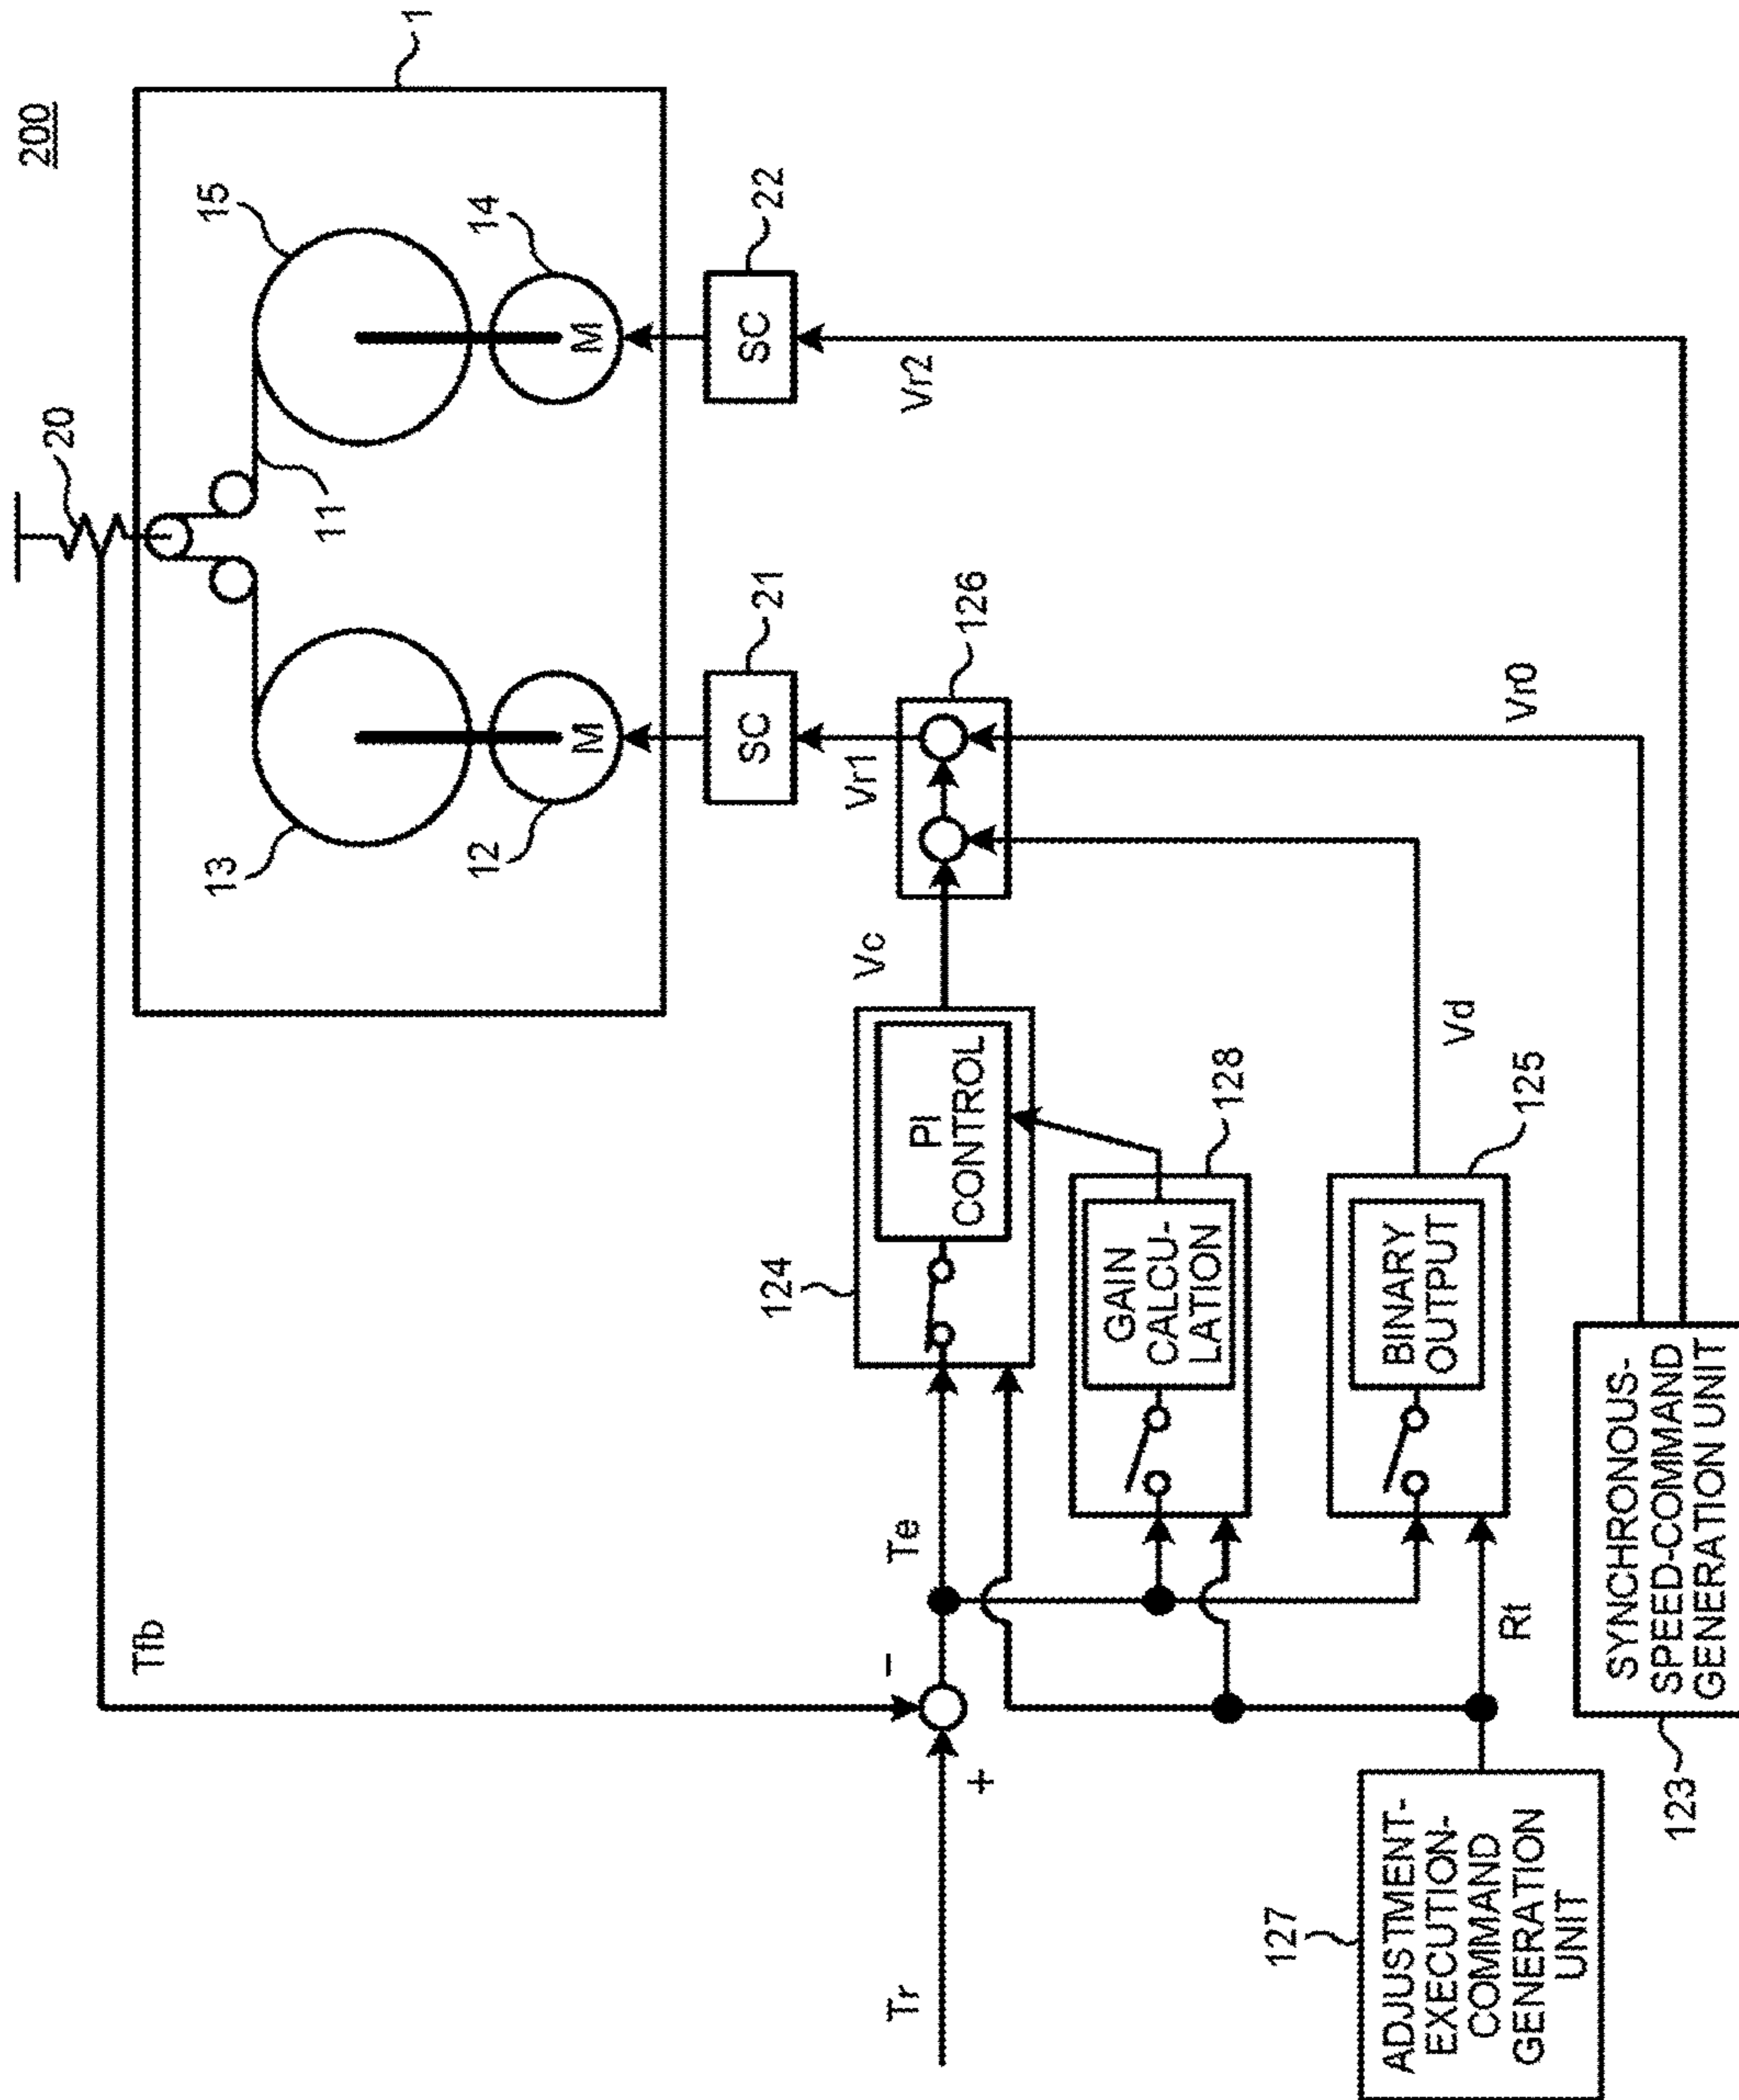 200
1
15
20
14
11
13
12
M
M
22
SC
21
SC
Vr2
Vr1
126
Vr0
Vc
Vd
Tfb
124
PI
CONTROL
128
GAIN
CALCU-
LATION
125
BINARY
OUTPUT
Te
Tr
+
−
Rt
127
ADJUSTMENT-
EXECUTION-
COMMAND
GENERATION
UNIT
123
SYNCHRONOUS-
SPEED-COMMAND
GENERATION UNIT